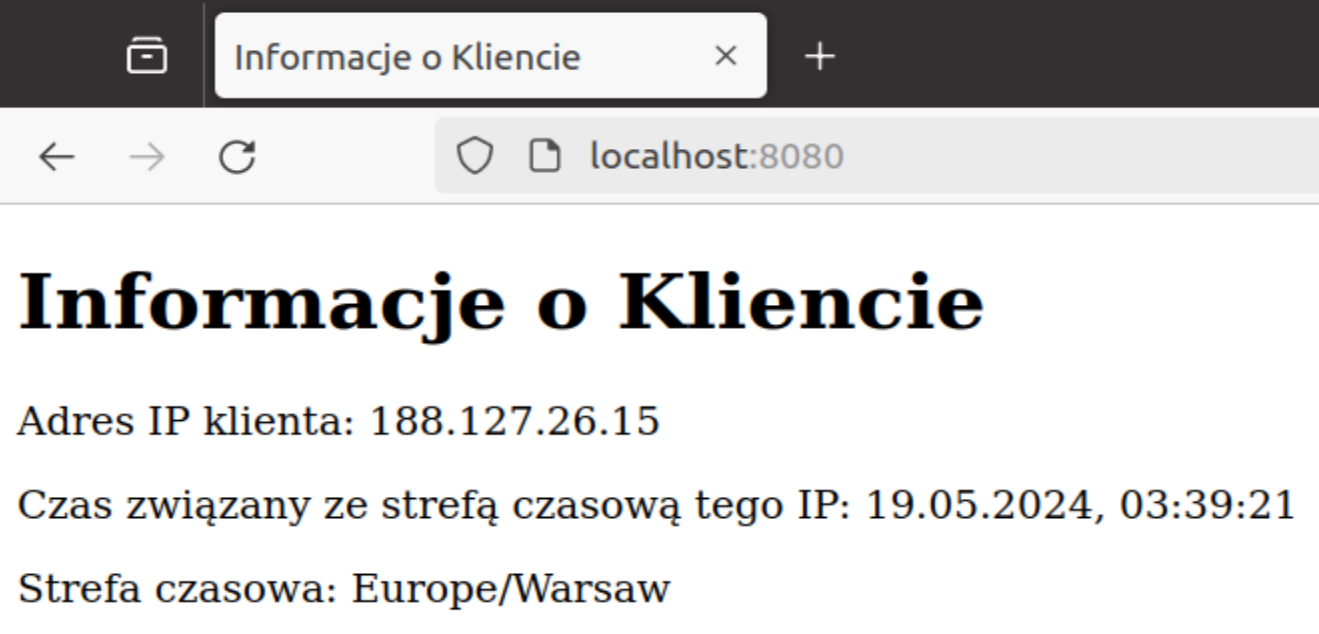 Informacje o Kliencie
localhost:8080
Informacje o Kliencie
Adres IP klienta: 188.127.26.15
Czas związany ze strefą czasową tego IP: 19.05.2024, 03:39:21
Strefa czasowa: Europe/Warsaw